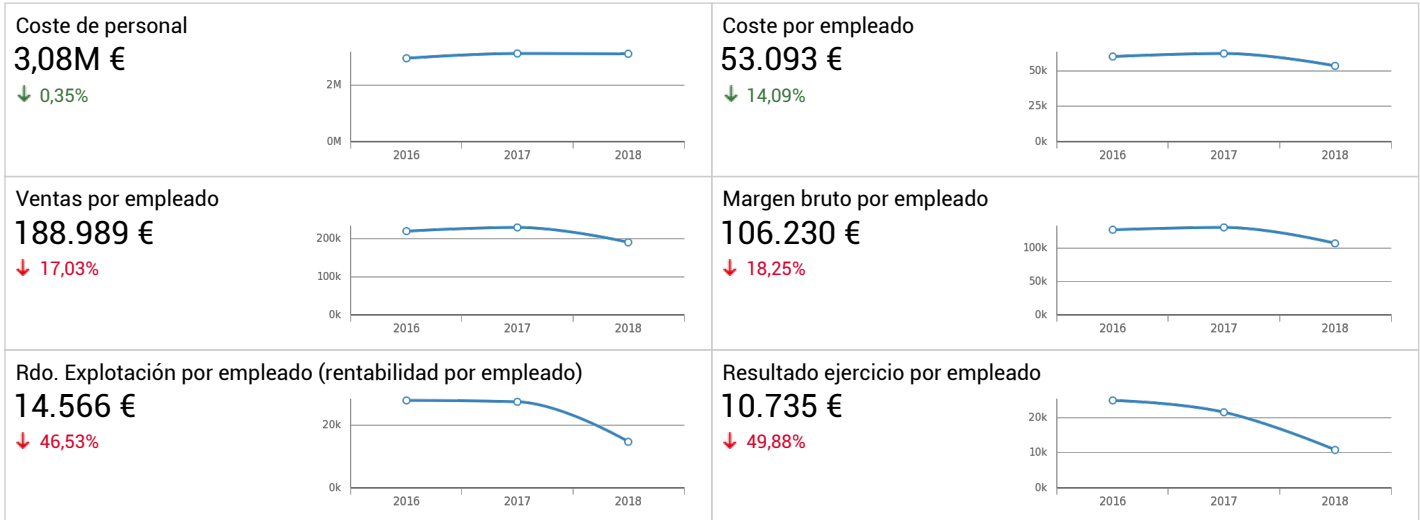 Coste de personal
3,08M €
↓ 0,35%
2M
0M
2016 2017 2018
Coste por empleado
53.093 €
↓ 14,09%
50k
25k
0k
2016 2017 2018
Ventas por empleado
188.989 €
↓ 17,03%
200k
100k
0k
2016 2017 2018
Margen bruto por empleado
106.230 €
↓ 18,25%
100k
50k
0k
2016 2017 2018
Rdo. Explotación por empleado (rentabilidad por empleado)
14.566 €
↓ 46,53%
20k
0k
2016 2017 2018
Resultado ejercicio por empleado
10.735 €
↓ 49,88%
20k
10k
0k
2016 2017 2018